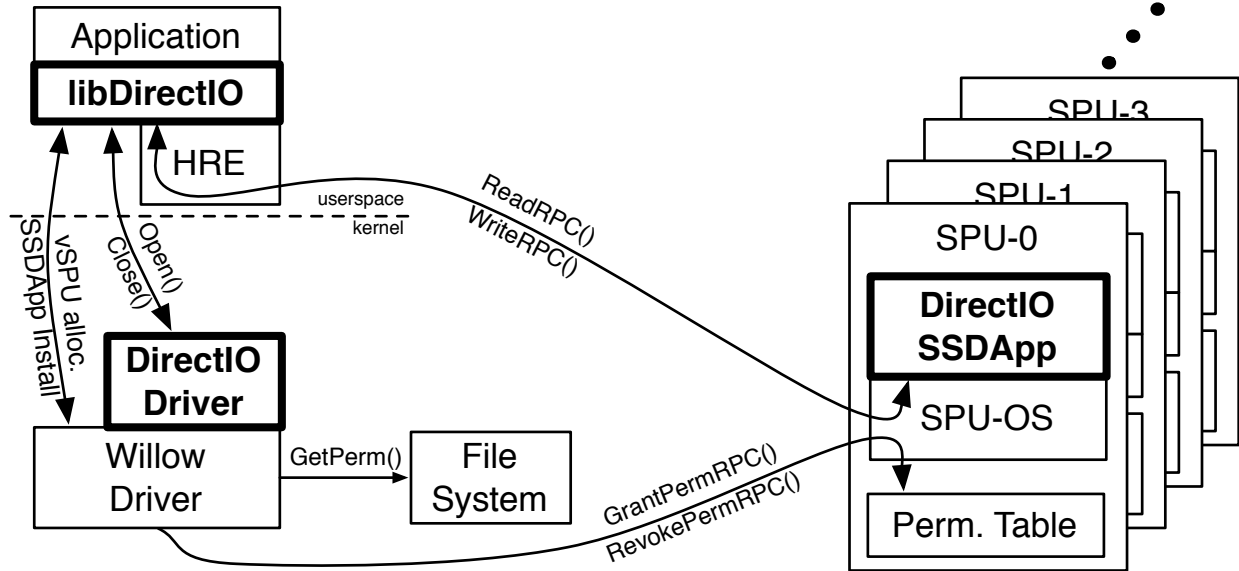 Application
libDirectIO
HRE
userspace
kernel
SSDApp Install
vSPU alloc.
Open()
Close()
ReadRPC()
WriteRPC()
DirectIO
Driver
Willow
Driver
GetPerm()
File
System
GrantPermRPC()
RevokePermRPC()
SPU-3
SPU-2
SPU-1
SPU-0
DirectIO
SSDApp
SPU-OS
Perm. Table